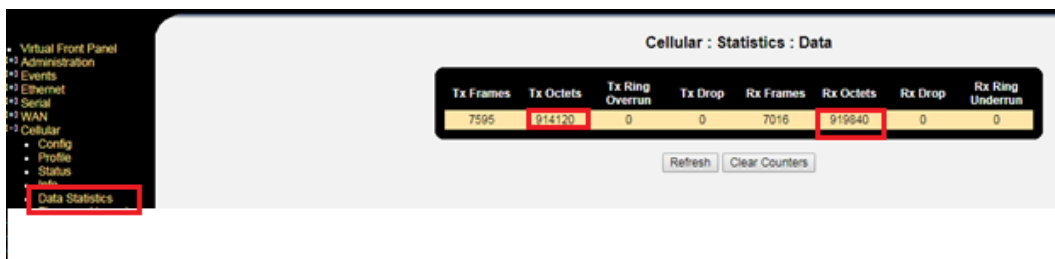 Virtual Front Panel
Administration
Events
Ethernet
Serial
WAN
Cellular
Config
Profile
Status
Info
Data Statistics
Cellular : Statistics : Data
Tx Frames Tx Octets Tx Ring Overrun Tx Drop Rx Frames Rx Octets Rx Drop Rx Ring Underrun
7595 914120 0 0 7016 919840 0 0
Refresh Clear Counters